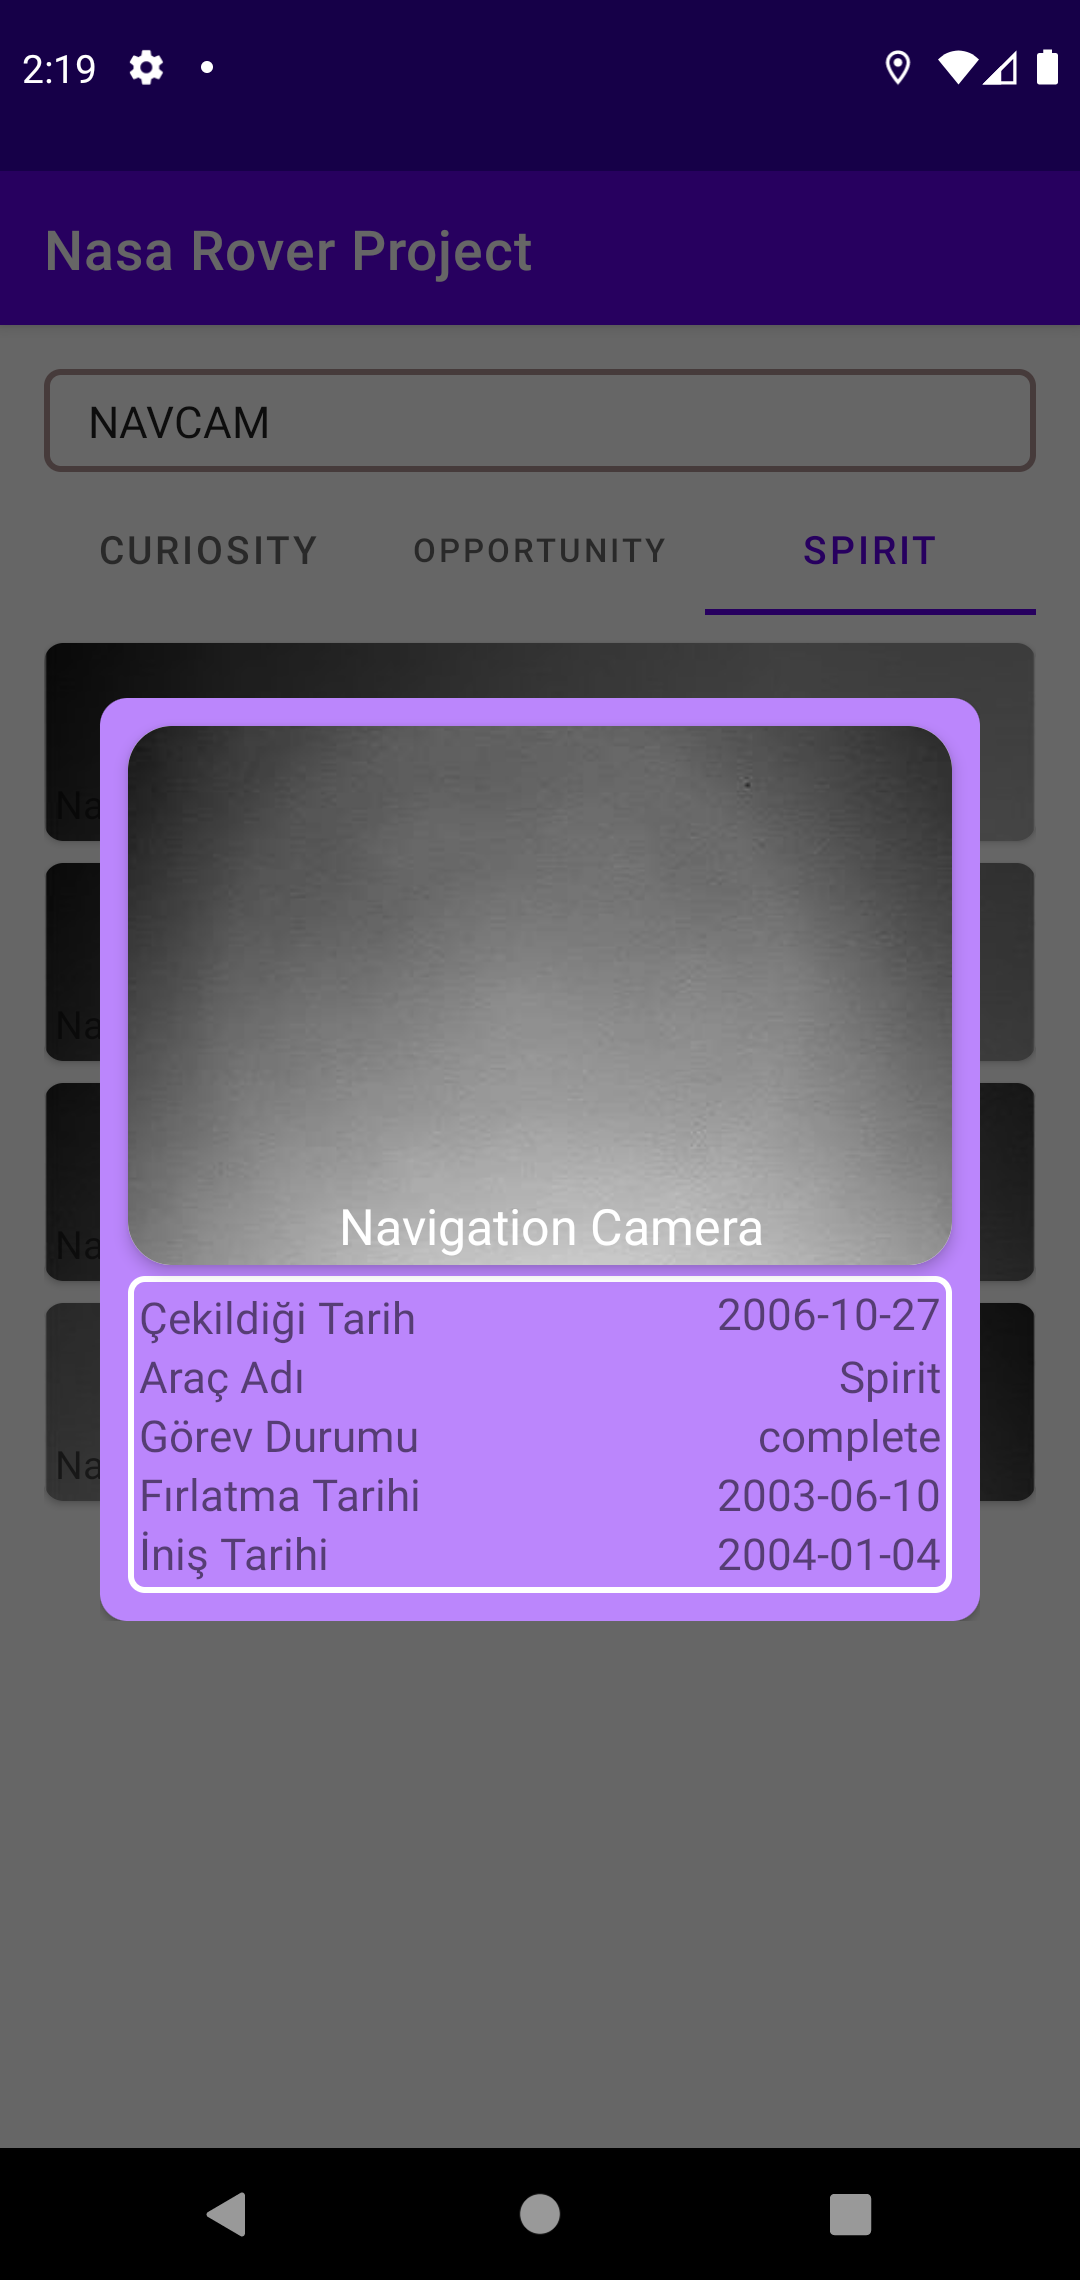 2:19
Nasa Rover Project
NAVCAM
CURIOSITY OPPORTUNITY SPIRIT
Na
Na
Na
Na
Navigation Camera
Çekildiği Tarih 2006-10-27
Araç Adı Spirit
Görev Durumu complete
Fırlatma Tarihi 2003-06-10
İniş Tarihi 2004-01-04